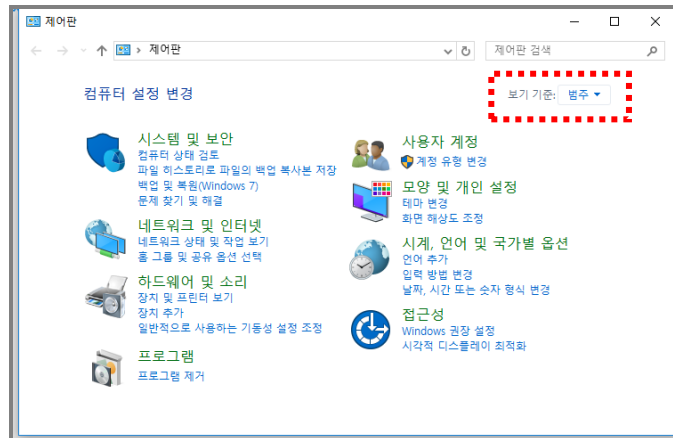 제어판
제어판
제어판 검색
컴퓨터 설정 변경
보기 기준: 범주
시스템 및 보안
컴퓨터 상태 검토
파일 히스토리로 파일의 백업 복사본 저장
백업 및 복원(Windows 7)
문제 찾기 및 해결
네트워크 및 인터넷
네트워크 상태 및 작업 보기
홈 그룹 및 공유 옵션 선택
하드웨어 및 소리
장치 및 프린터 보기
장치 추가
일반적으로 사용하는 기동성 설정 조정
프로그램
프로그램 제거
사용자 계정
계정 유형 변경
모양 및 개인 설정
테마 변경
화면 해상도 조정
시계, 언어 및 국가별 옵션
언어 추가
입력 방법 변경
날짜, 시간 또는 숫자 형식 변경
접근성
Windows 권장 설정
시각적 디스플레이 최적화